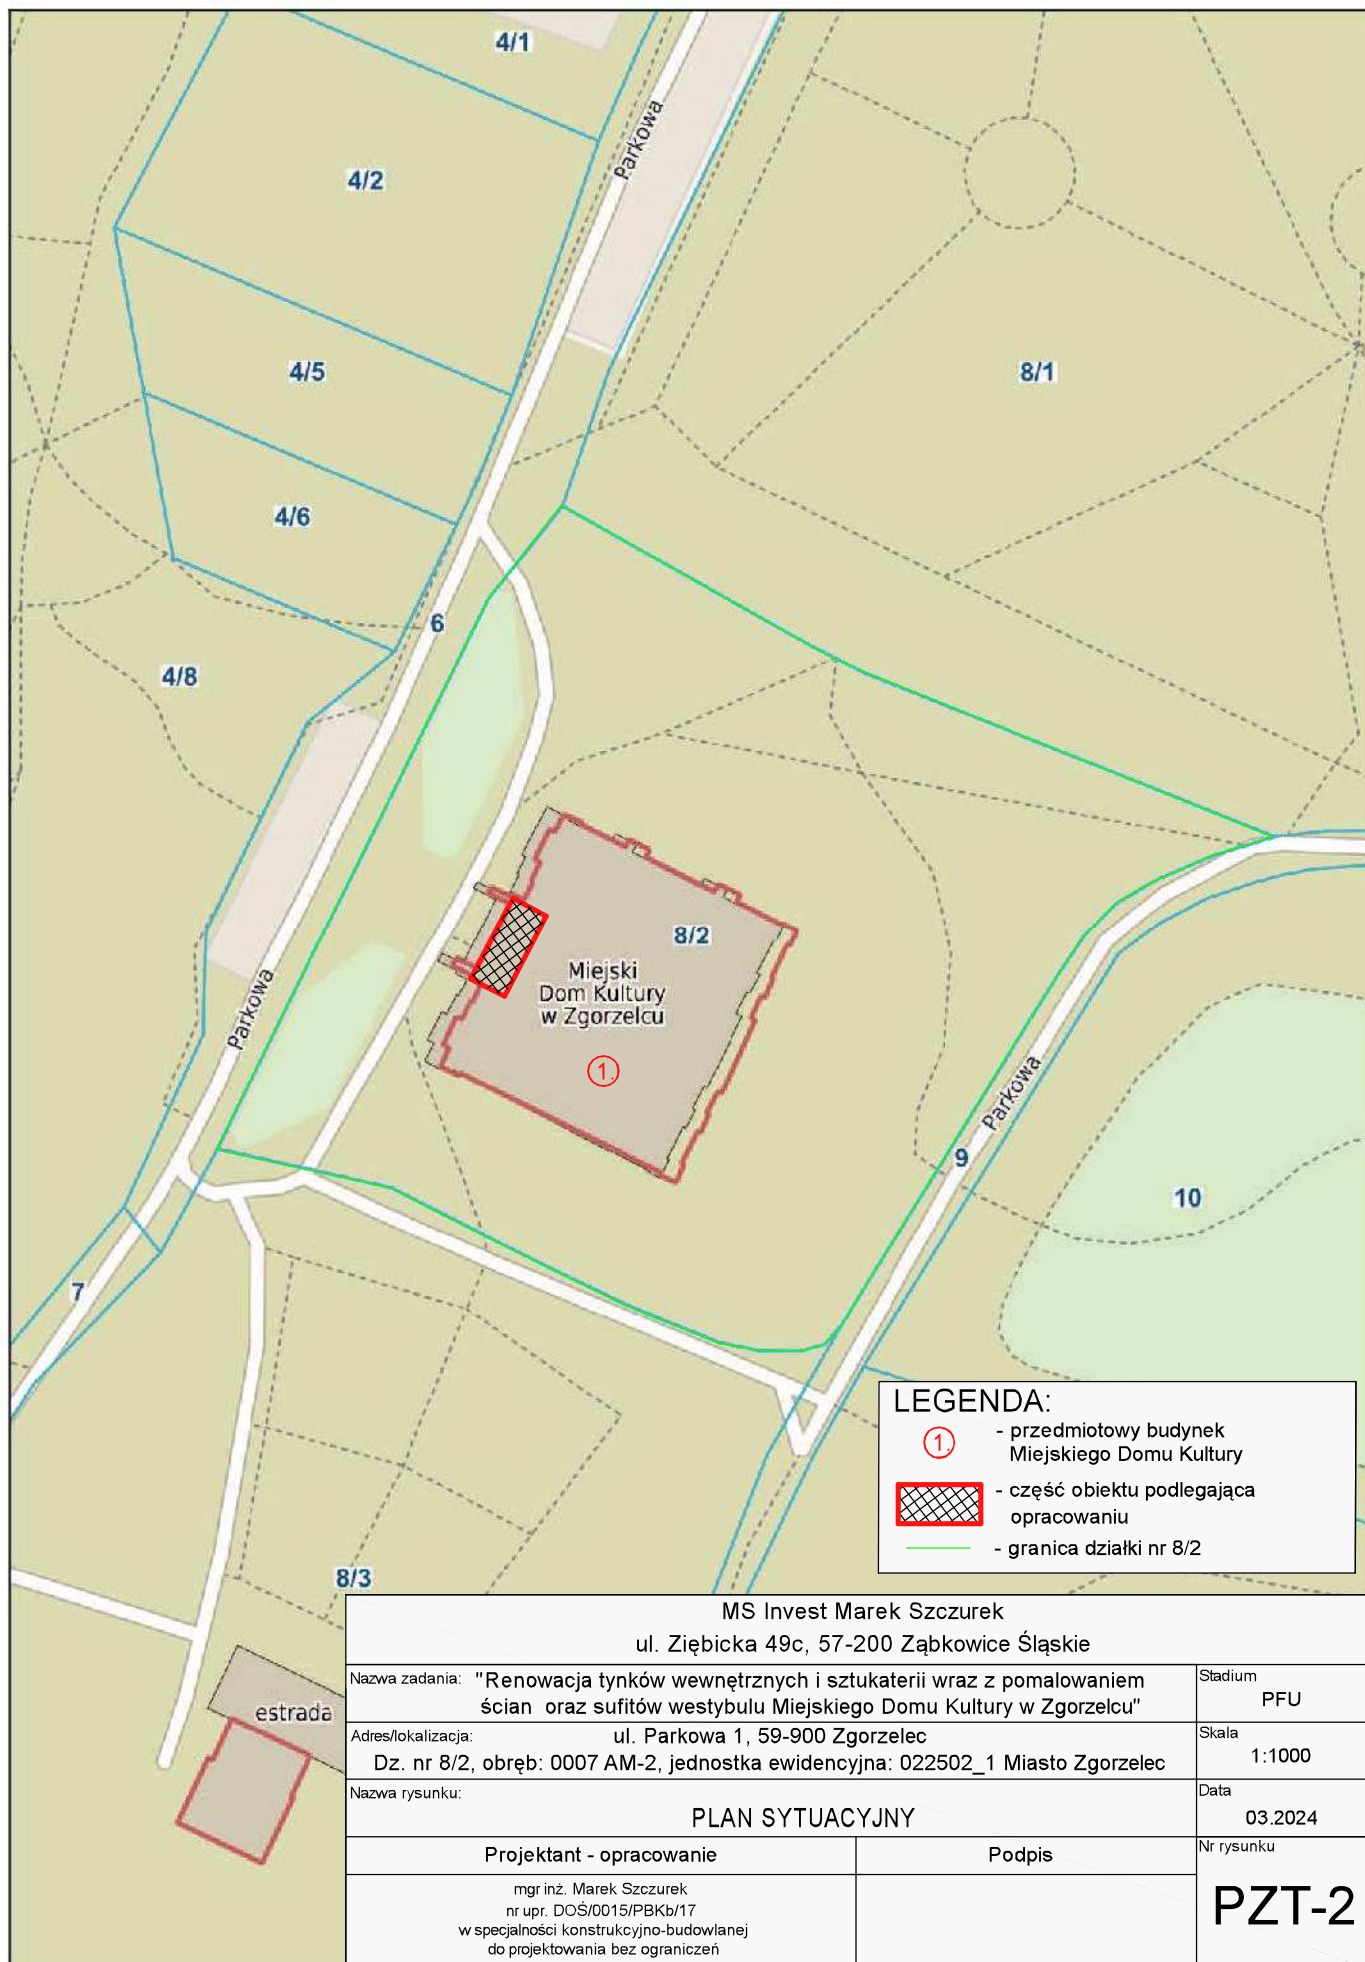 4/1
Parkowa
4/2
4/5
8/1
4/6
6
4/8
8/2
Miejski
Dom Kultury
w Zgorzelcu
1.
Parkowa
Parkowa
9
10
7
LEGENDA:
1.
- przedmiotowy budynek
Miejskiego Domu Kultury
- część obiektu podlegająca
opracowaniu
- granica działki nr 8/2
8/3
estrada
MS Invest Marek Szczurek
ul. Ziębicka 49c, 57-200 Ząbkowice Śląskie
Nazwa zadania: "Renowacja tynków wewnętrznych i sztukaterii wraz z pomalowaniem
ścian oraz sufitów westybulu Miejskiego Domu Kultury w Zgorzelcu"
Stadium
PFU
Adres/lokalizacja: ul. Parkowa 1, 59-900 Zgorzelec
Dz. nr 8/2, obręb: 0007 AM-2, jednostka ewidencyjna: 022502_1 Miasto Zgorzelec
Skala
1:1000
Nazwa rysunku:
PLAN SYTUACYJNY
Data
03.2024
Projektant - opracowanie
Podpis
Nr rysunku
PZT-2
mgr inż. Marek Szczurek
nr upr. DOŚ/0015/PBKb/17
w specjalności konstrukcyjno-budowlanej
do projektowania bez ograniczeń